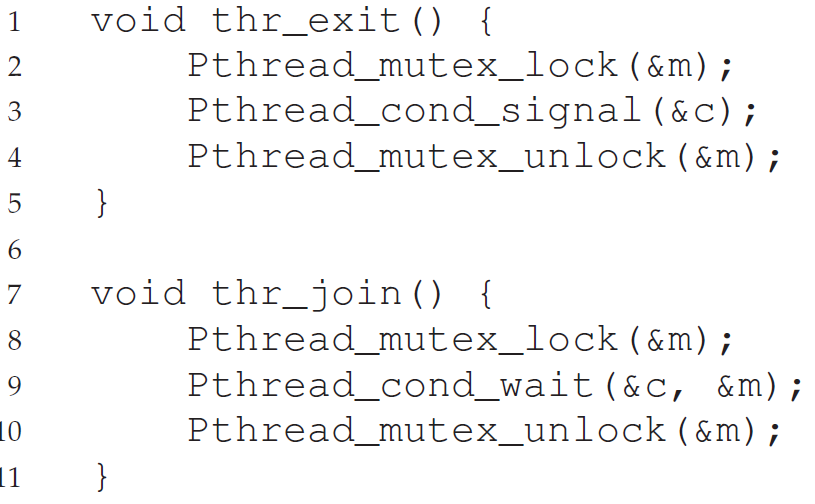 1 void thr_exit() {
2 Pthread_mutex_lock(&m);
3 Pthread_cond_signal(&c);
4 Pthread_mutex_unlock(&m);
5 }
6
7 void thr_join() {
8 Pthread_mutex_lock(&m);
9 Pthread_cond_wait(&c, &m);
10 Pthread_mutex_unlock(&m);
11 }